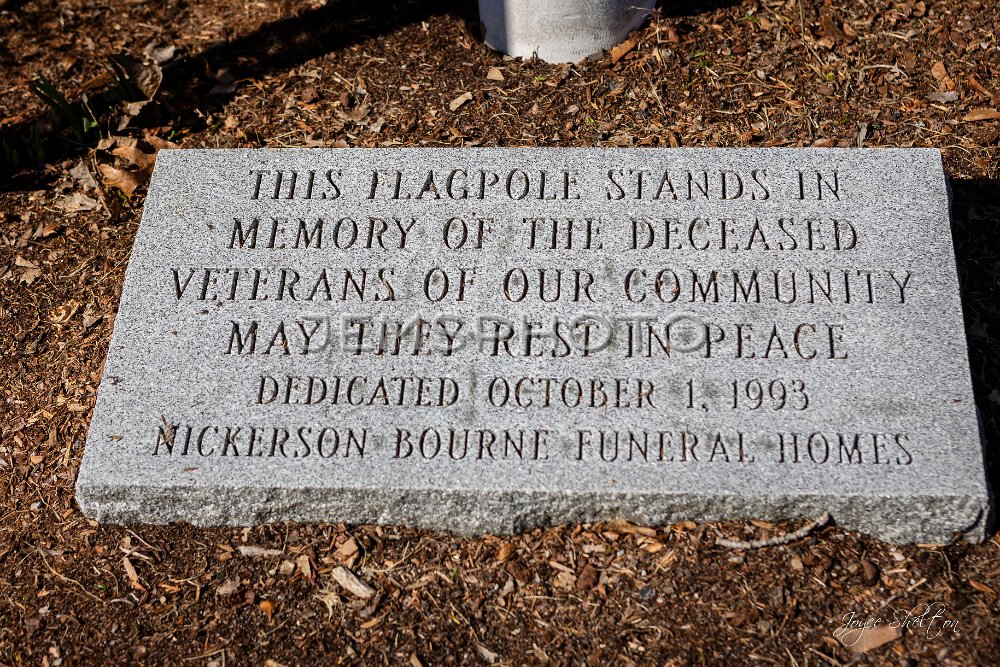 THIS FLAGPOLE STANDS IN
MEMORY OF THE DECEASED
VETERANS OF OUR COMMUNITY
MAY THEY REST IN PEACE
JEMSPHOTO
DEDICATED OCTOBER 1, 1993
NICKERSON BOURNE FUNERAL HOMES
Joyce Shelton